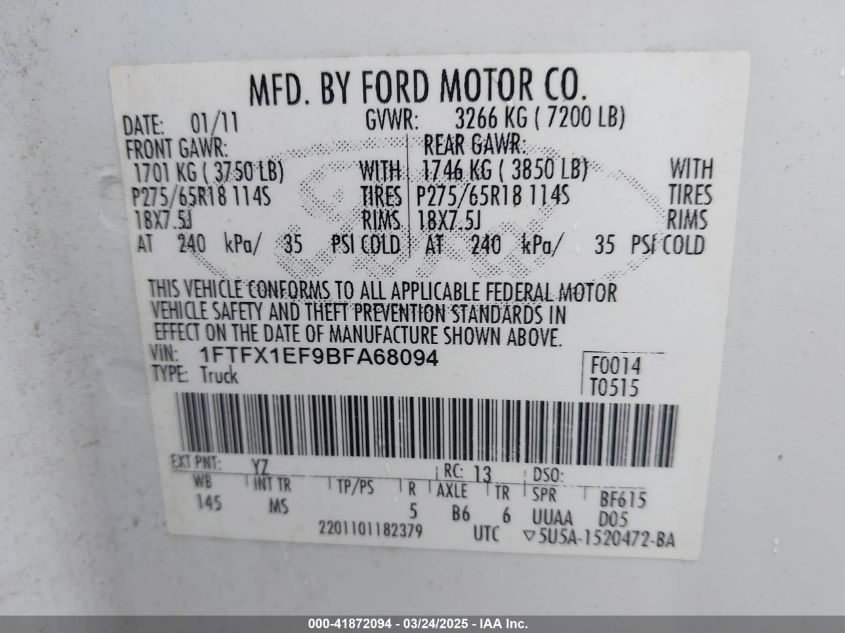 MFD. BY FORD MOTOR CO.
DATE: 01/11 GVWR: 3266 KG ( 7200 LB)
FRONT GAWR: REAR GAWR:
1701 KG ( 3750 LB) WITH 1746 KG ( 3850 LB) WITH
P275/65R18 114S TIRES P275/65R18 114S TIRES
18X7.5J RIMS 18X7.5J RIMS
AT 240 kPa/ 35 PSI COLD AT 240 kPa/ 35 PSI COLD
THIS VEHICLE CONFORMS TO ALL APPLICABLE FEDERAL MOTOR
VEHICLE SAFETY AND THEFT PREVENTION STANDARDS IN
EFFECT ON THE DATE OF MANUFACTURE SHOWN ABOVE.
VIN: 1FTFX1EF9BFA68094
TYPE: Truck
F0014
T0515
EXT PNT: YZ RC: 13 DSO:
WB INT TR TP/PS R AXLE TR SPR BF615
145 MS 5 B6 6 UUAA D05
2201101182379 UTC ▽5U5A-1520472-BA
000-41872094 - 03/24/2025 - IAA Inc.